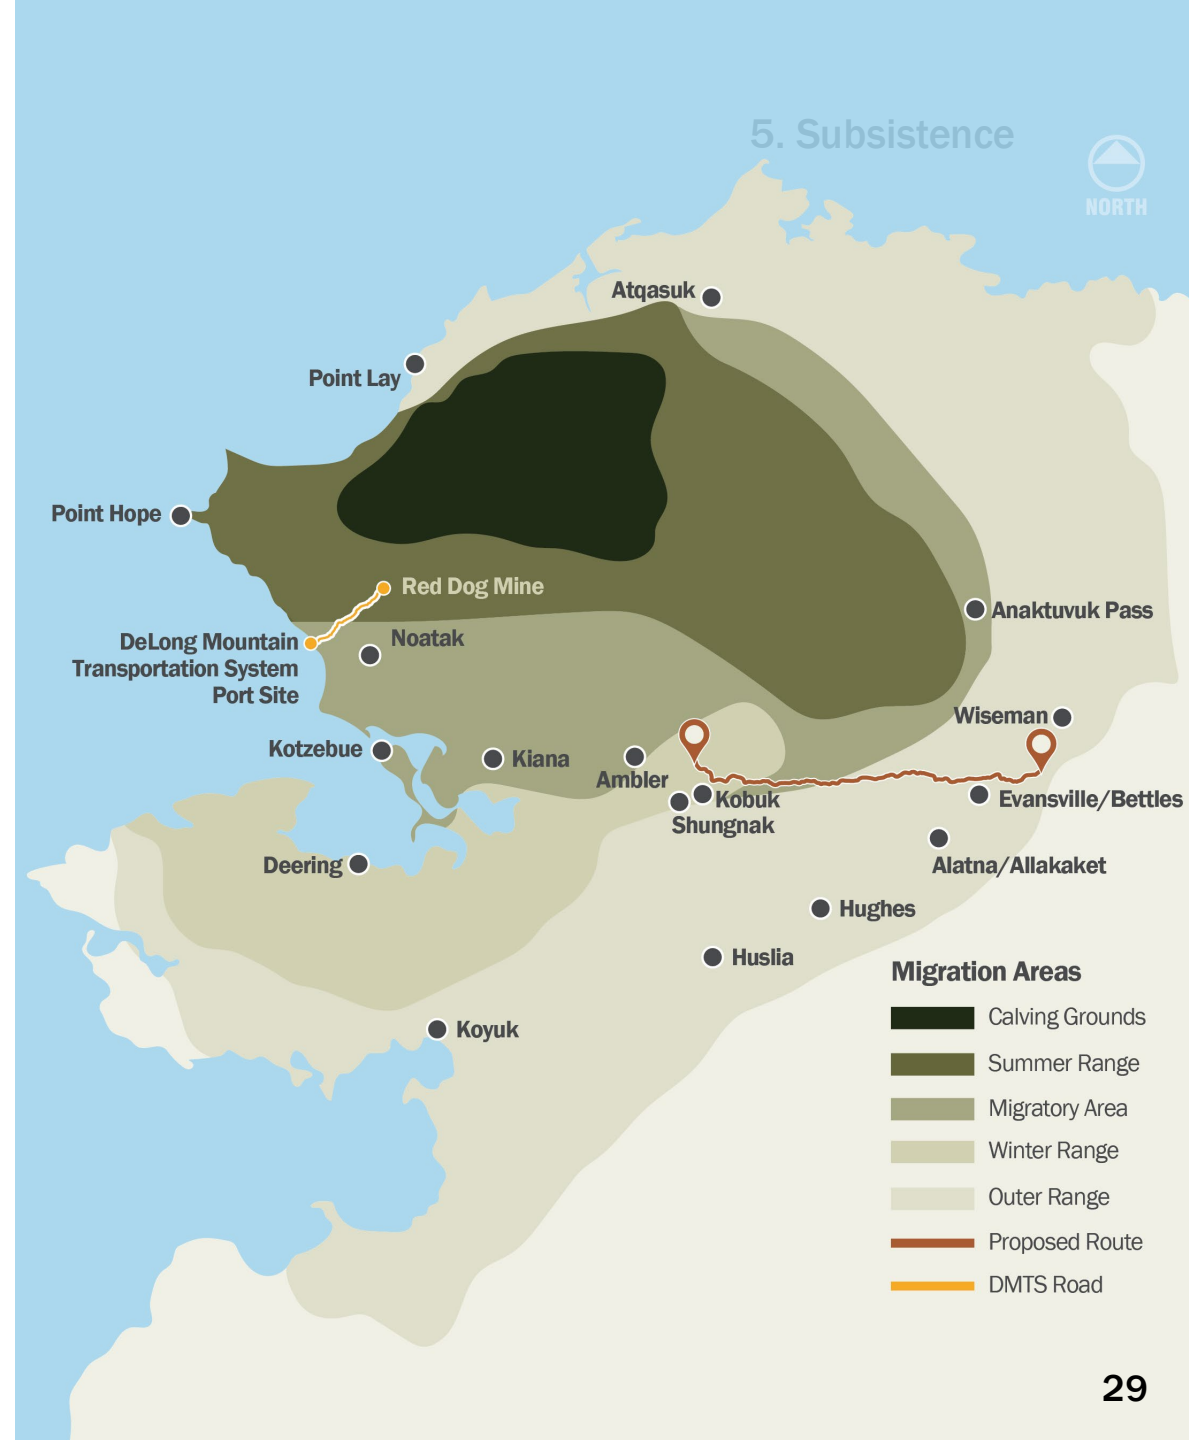 5. Subsistence
NORTH
Atqasuk
Point Lay
Point Hope
Red Dog Mine
Anaktuvuk Pass
DeLong Mountain
Transportation System
Port Site
Noatak
Wiseman
Kotzebue
Kiana
Ambler
Kobuk
Shungnak
Evansville/Bettles
Deering
Alatna/Allakaket
Hughes
Huslia
Koyuk
Migration Areas
Calving Grounds
Summer Range
Migratory Area
Winter Range
Outer Range
Proposed Route
DMTS Road
29